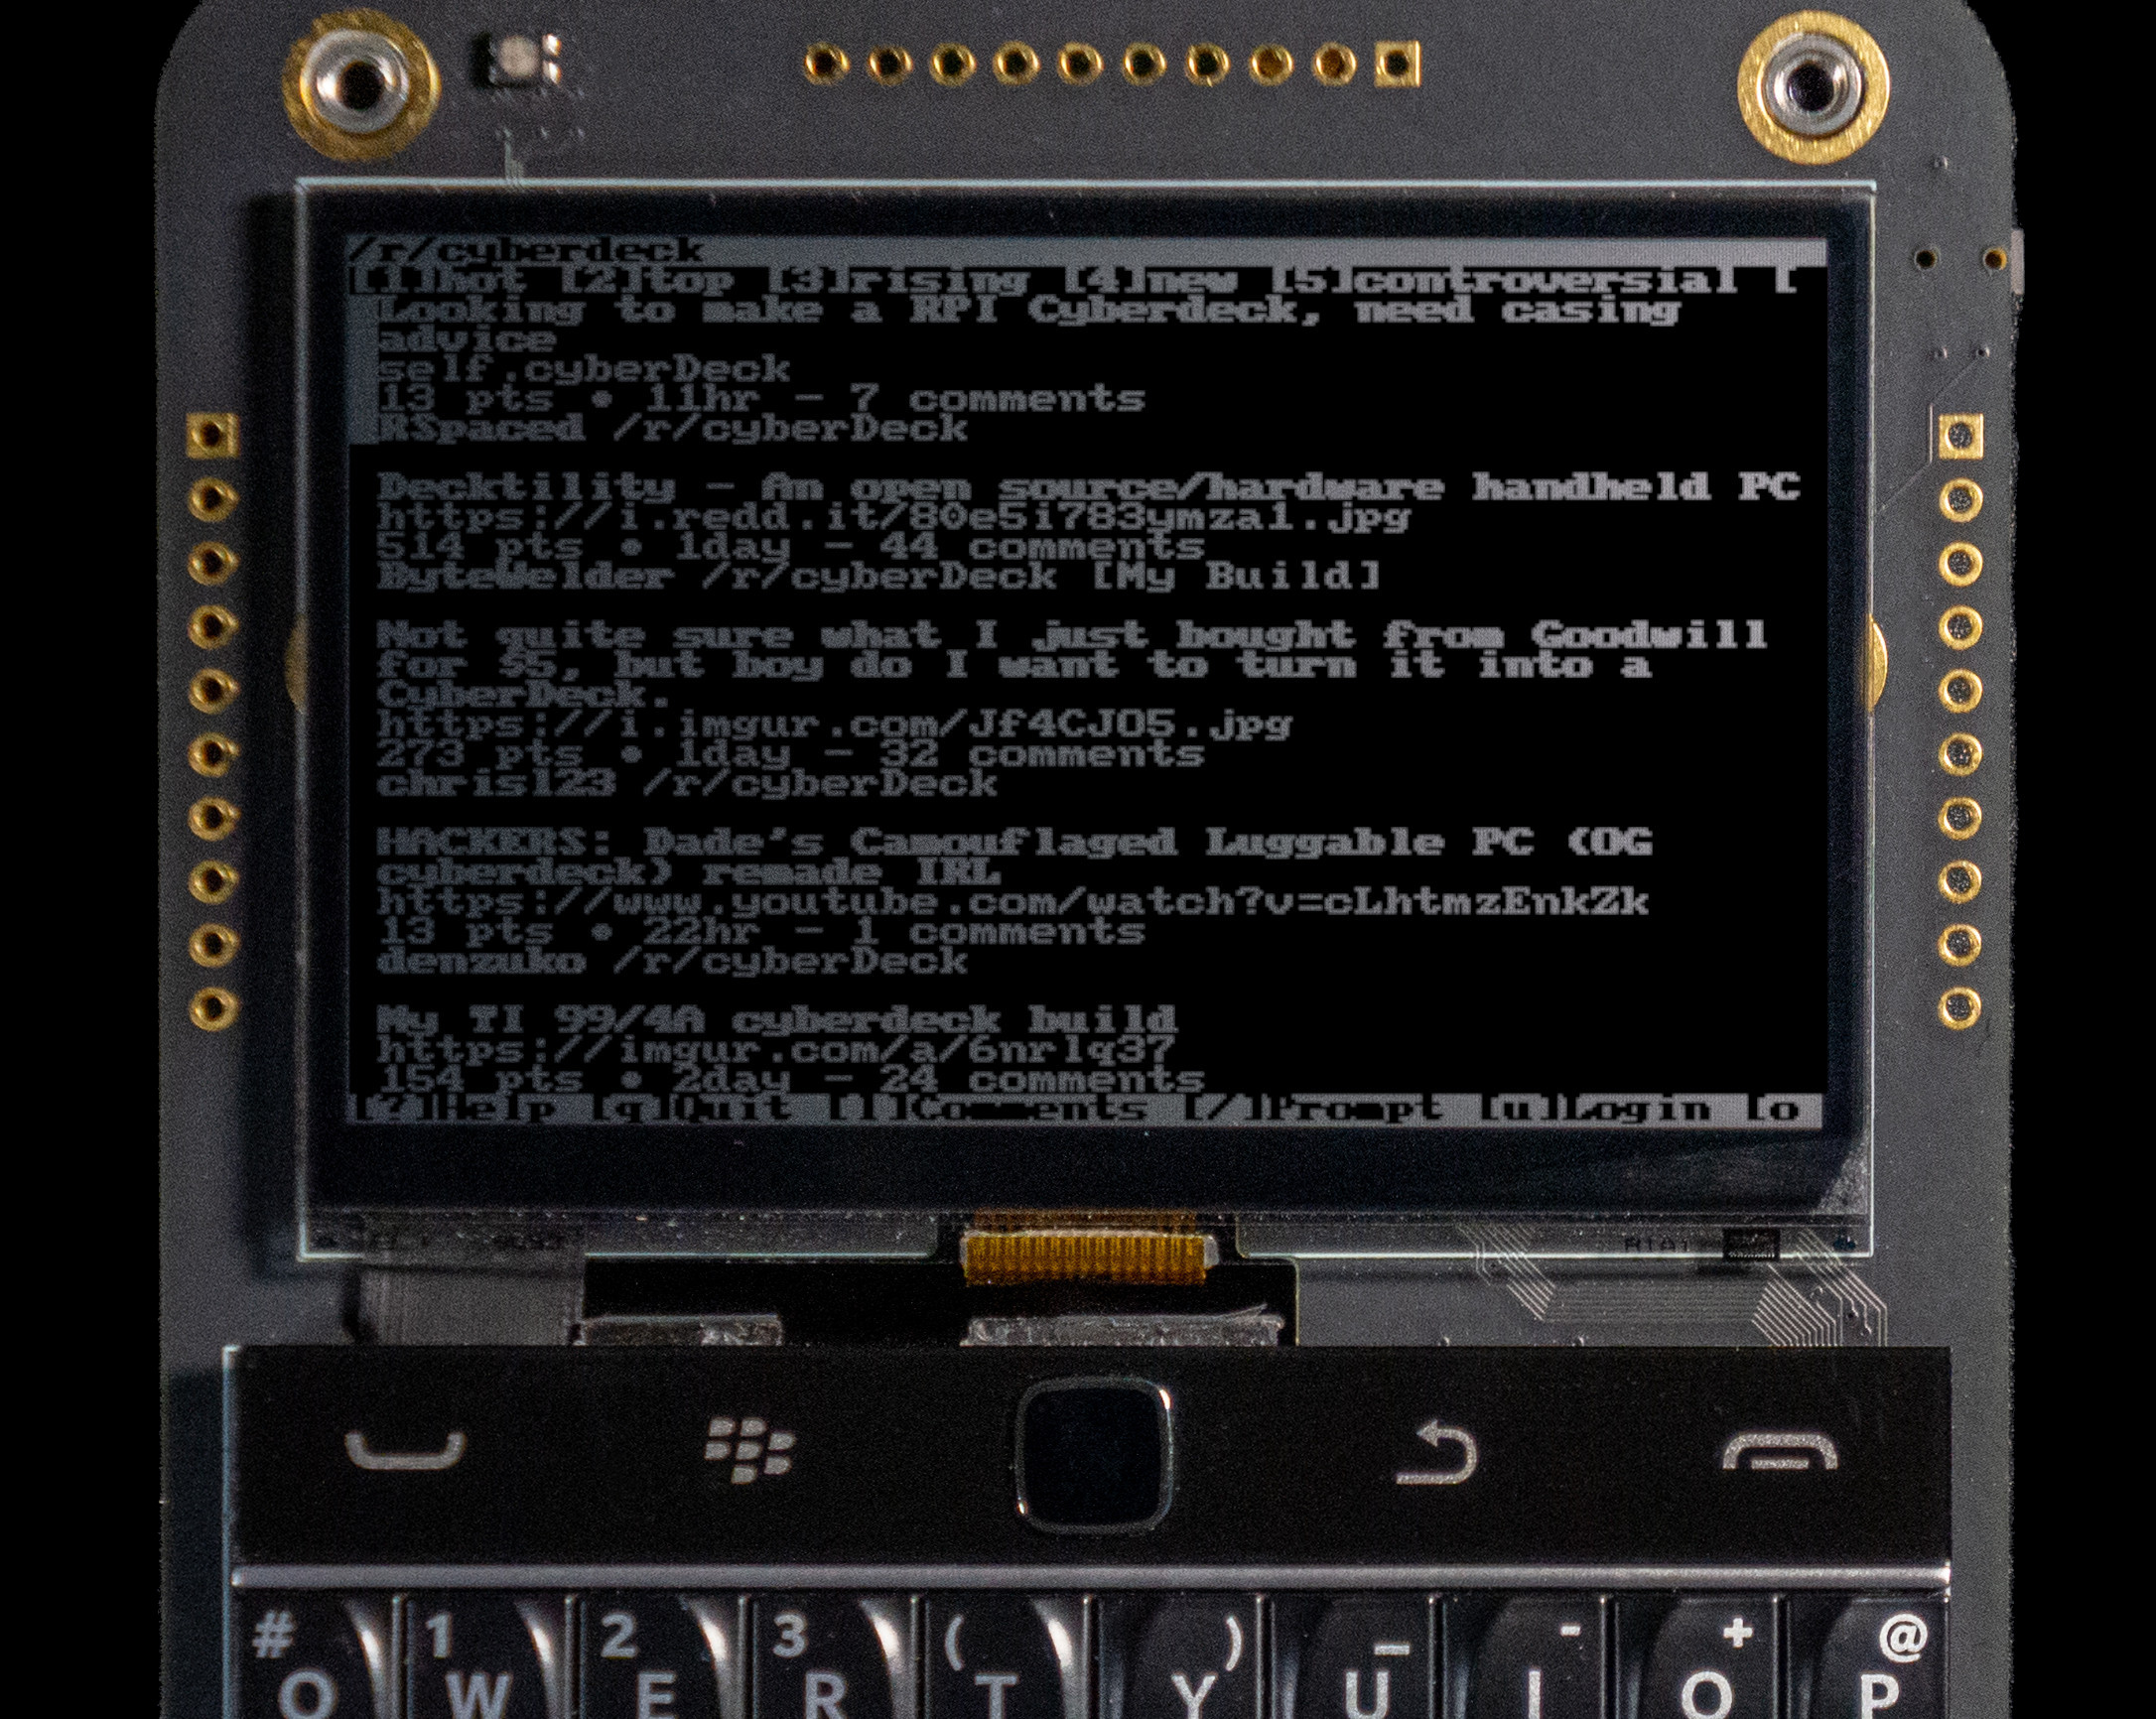 /r/cyberdeck
[1]hot [2]top [3]rising [4]new [5]controversial [
Looking to make a RPI Cyberdeck, need casing
advice
self.cyberDeck
13 pts • 11hr - 7 comments
RSpaced /r/cyberDeck
Decktility - An open source/hardware handheld PC
https://i.redd.it/80e5i783ymza1.jpg
514 pts • 1day - 44 comments
ByteWelder /r/cyberDeck [My Build]
Not quite sure what I just bought from Goodwill
for $5, but boy do I want to turn it into a
CyberDeck.
https://i.imgur.com/Jf4CJO5.jpg
273 pts • 1day - 32 comments
chris123 /r/cyberDeck
HACKERS: Dade's Camouflaged Luggable PC (OG
cyberdeck) remade IRL
https://www.youtube.com/watch?v=cLhtmzEnkZk
13 pts • 22hr - 1 comments
denzuko /r/cyberDeck
My TI 99/4A cyberdeck build
https://imgur.com/a/6nrlq37
154 pts • 2day - 24 comments
[?]Help [q]Quit [l]Comments [/]Prompt [u]Login [o
# 1 2 3 ( ) _ - + @
Q W E R T Y U I O P